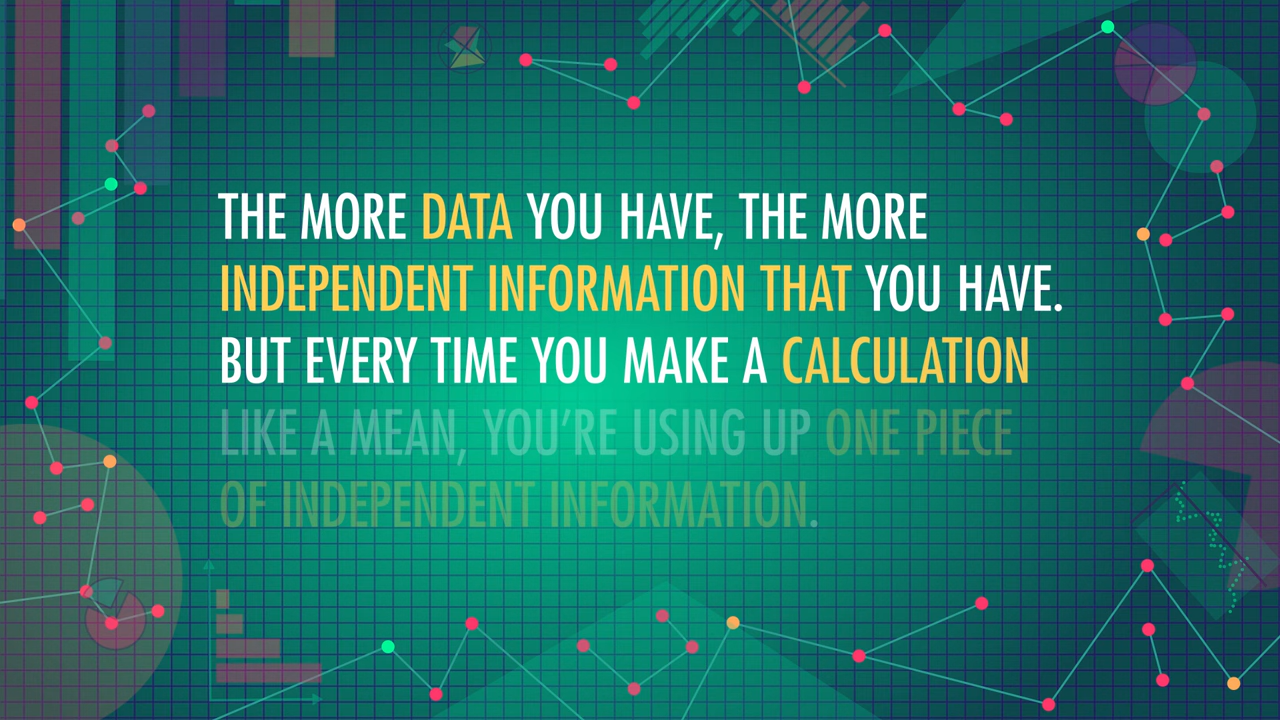 THE MORE DATA YOU HAVE, THE MORE
INDEPENDENT INFORMATION THAT YOU HAVE.
BUT EVERY TIME YOU MAKE A CALCULATION
LIKE A MEAN, YOU’RE USING UP ONE PIECE
OF INDEPENDENT INFORMATION.